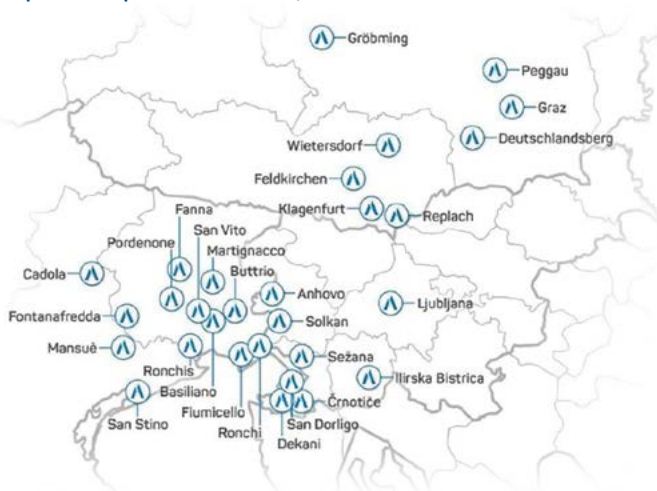 Gröbming
Peggau
Graz
Deutschlandsberg
Wietersdorf
Feldkirchen
Klagenfurt
Replach
Fanna
San Vito
Pordenone
Martignacco
Buttrio
Cadola
Anhovo
Ljubljana
Fontanafredda
Solkan
Mansuè
Sežana
Ronchis
Ilirska Bistrica
Basiliano
Fiumicello
Črnotiče
San Stino
San Dorligo
Ronchi
Dekani